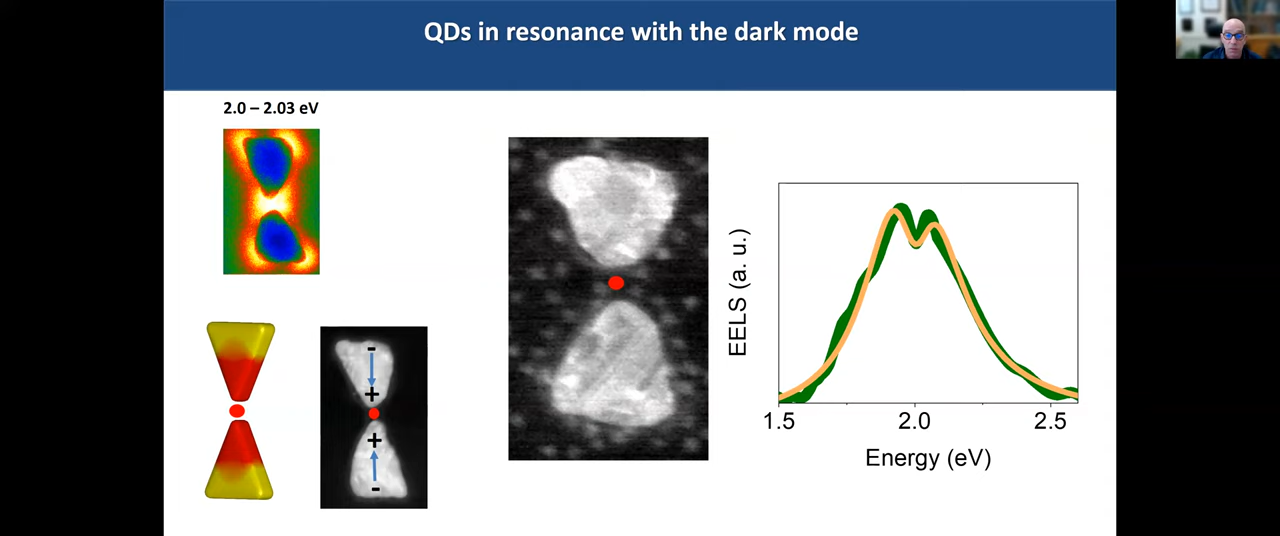 QDs in resonance with the dark mode
2.0 – 2.03 eV
-
+
+
-
EELS (a. u.)
1.5
2.0
2.5
Energy (eV)